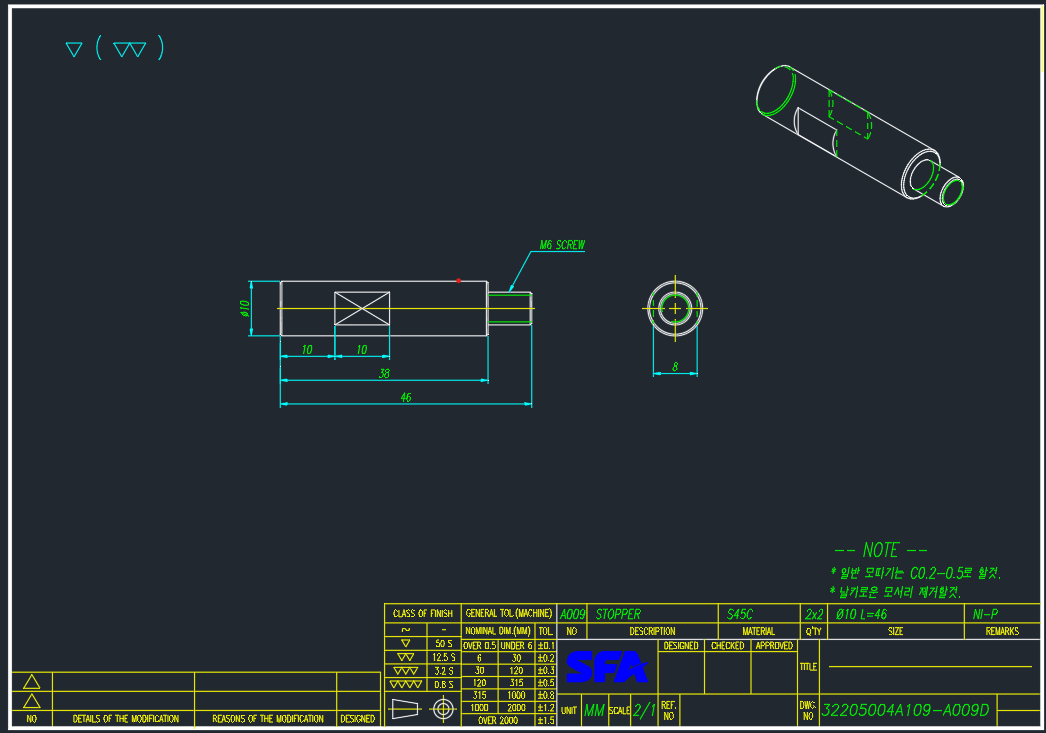 ▽ ( ▽▽ )
M6 SCREW
Ø10
10 10
38
46
8
-- NOTE --
* 일반 모따기는 C0.2-0.5로 할것.
* 날카로운 모서리 제거할것.
CLASS OF FINISH
~ -
▽ 50 S
▽▽ 12.5 S
▽▽▽ 3.2 S
▽▽▽▽ 0.8 S
GENERAL TOL.(MACHINE)
NOMINAL DIM.(MM) TOL.
OVER 0.5 UNDER 6 ±0.1
6 30 ±0.2
30 120 ±0.3
120 315 ±0.5
315 1000 ±0.8
1000 2000 ±1.2
OVER 2000 ±1.5
A009 STOPPER S45C 2x2 Ø10 L=46 NI-P
NO DESCRIPTION MATERIAL Q'TY SIZE REMARKS
SFA
DESIGNED CHECKED APPROVED
TITLE
UNIT MM SCALE 2/1 REF. NO
DWG. NO 32205004A109-A009D
NO DETAILS OF THE MODIFICATION REASONS OF THE MODIFICATION DESIGNED